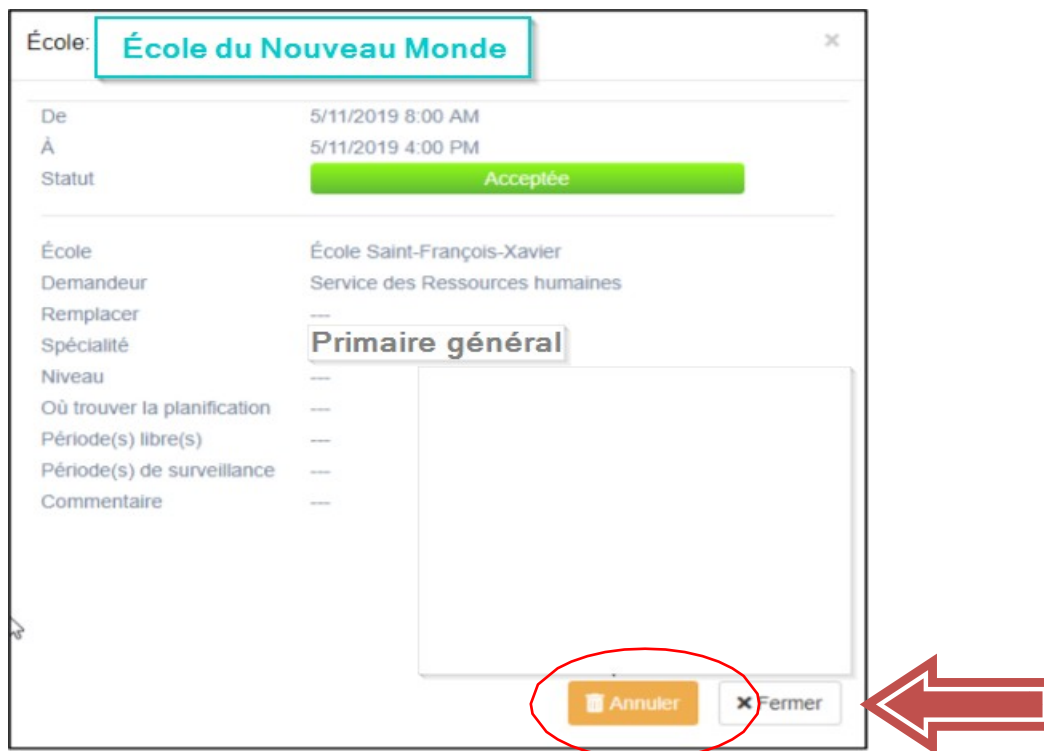 École: École du Nouveau Monde ×
De 5/11/2019 8:00 AM
À 5/11/2019 4:00 PM
Statut Acceptée
École École Saint-François-Xavier
Demandeur Service des Ressources humaines
Remplacer ---
Spécialité Primaire général
Niveau ---
Où trouver la planification ---
Période(s) libre(s) ---
Période(s) de surveillance ---
Commentaire ---
Annuler × Fermer